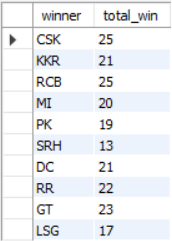 winner total_win
CSK 25
KKR 21
RCB 25
MI 20
PK 19
SRH 13
DC 21
RR 22
GT 23
LSG 17